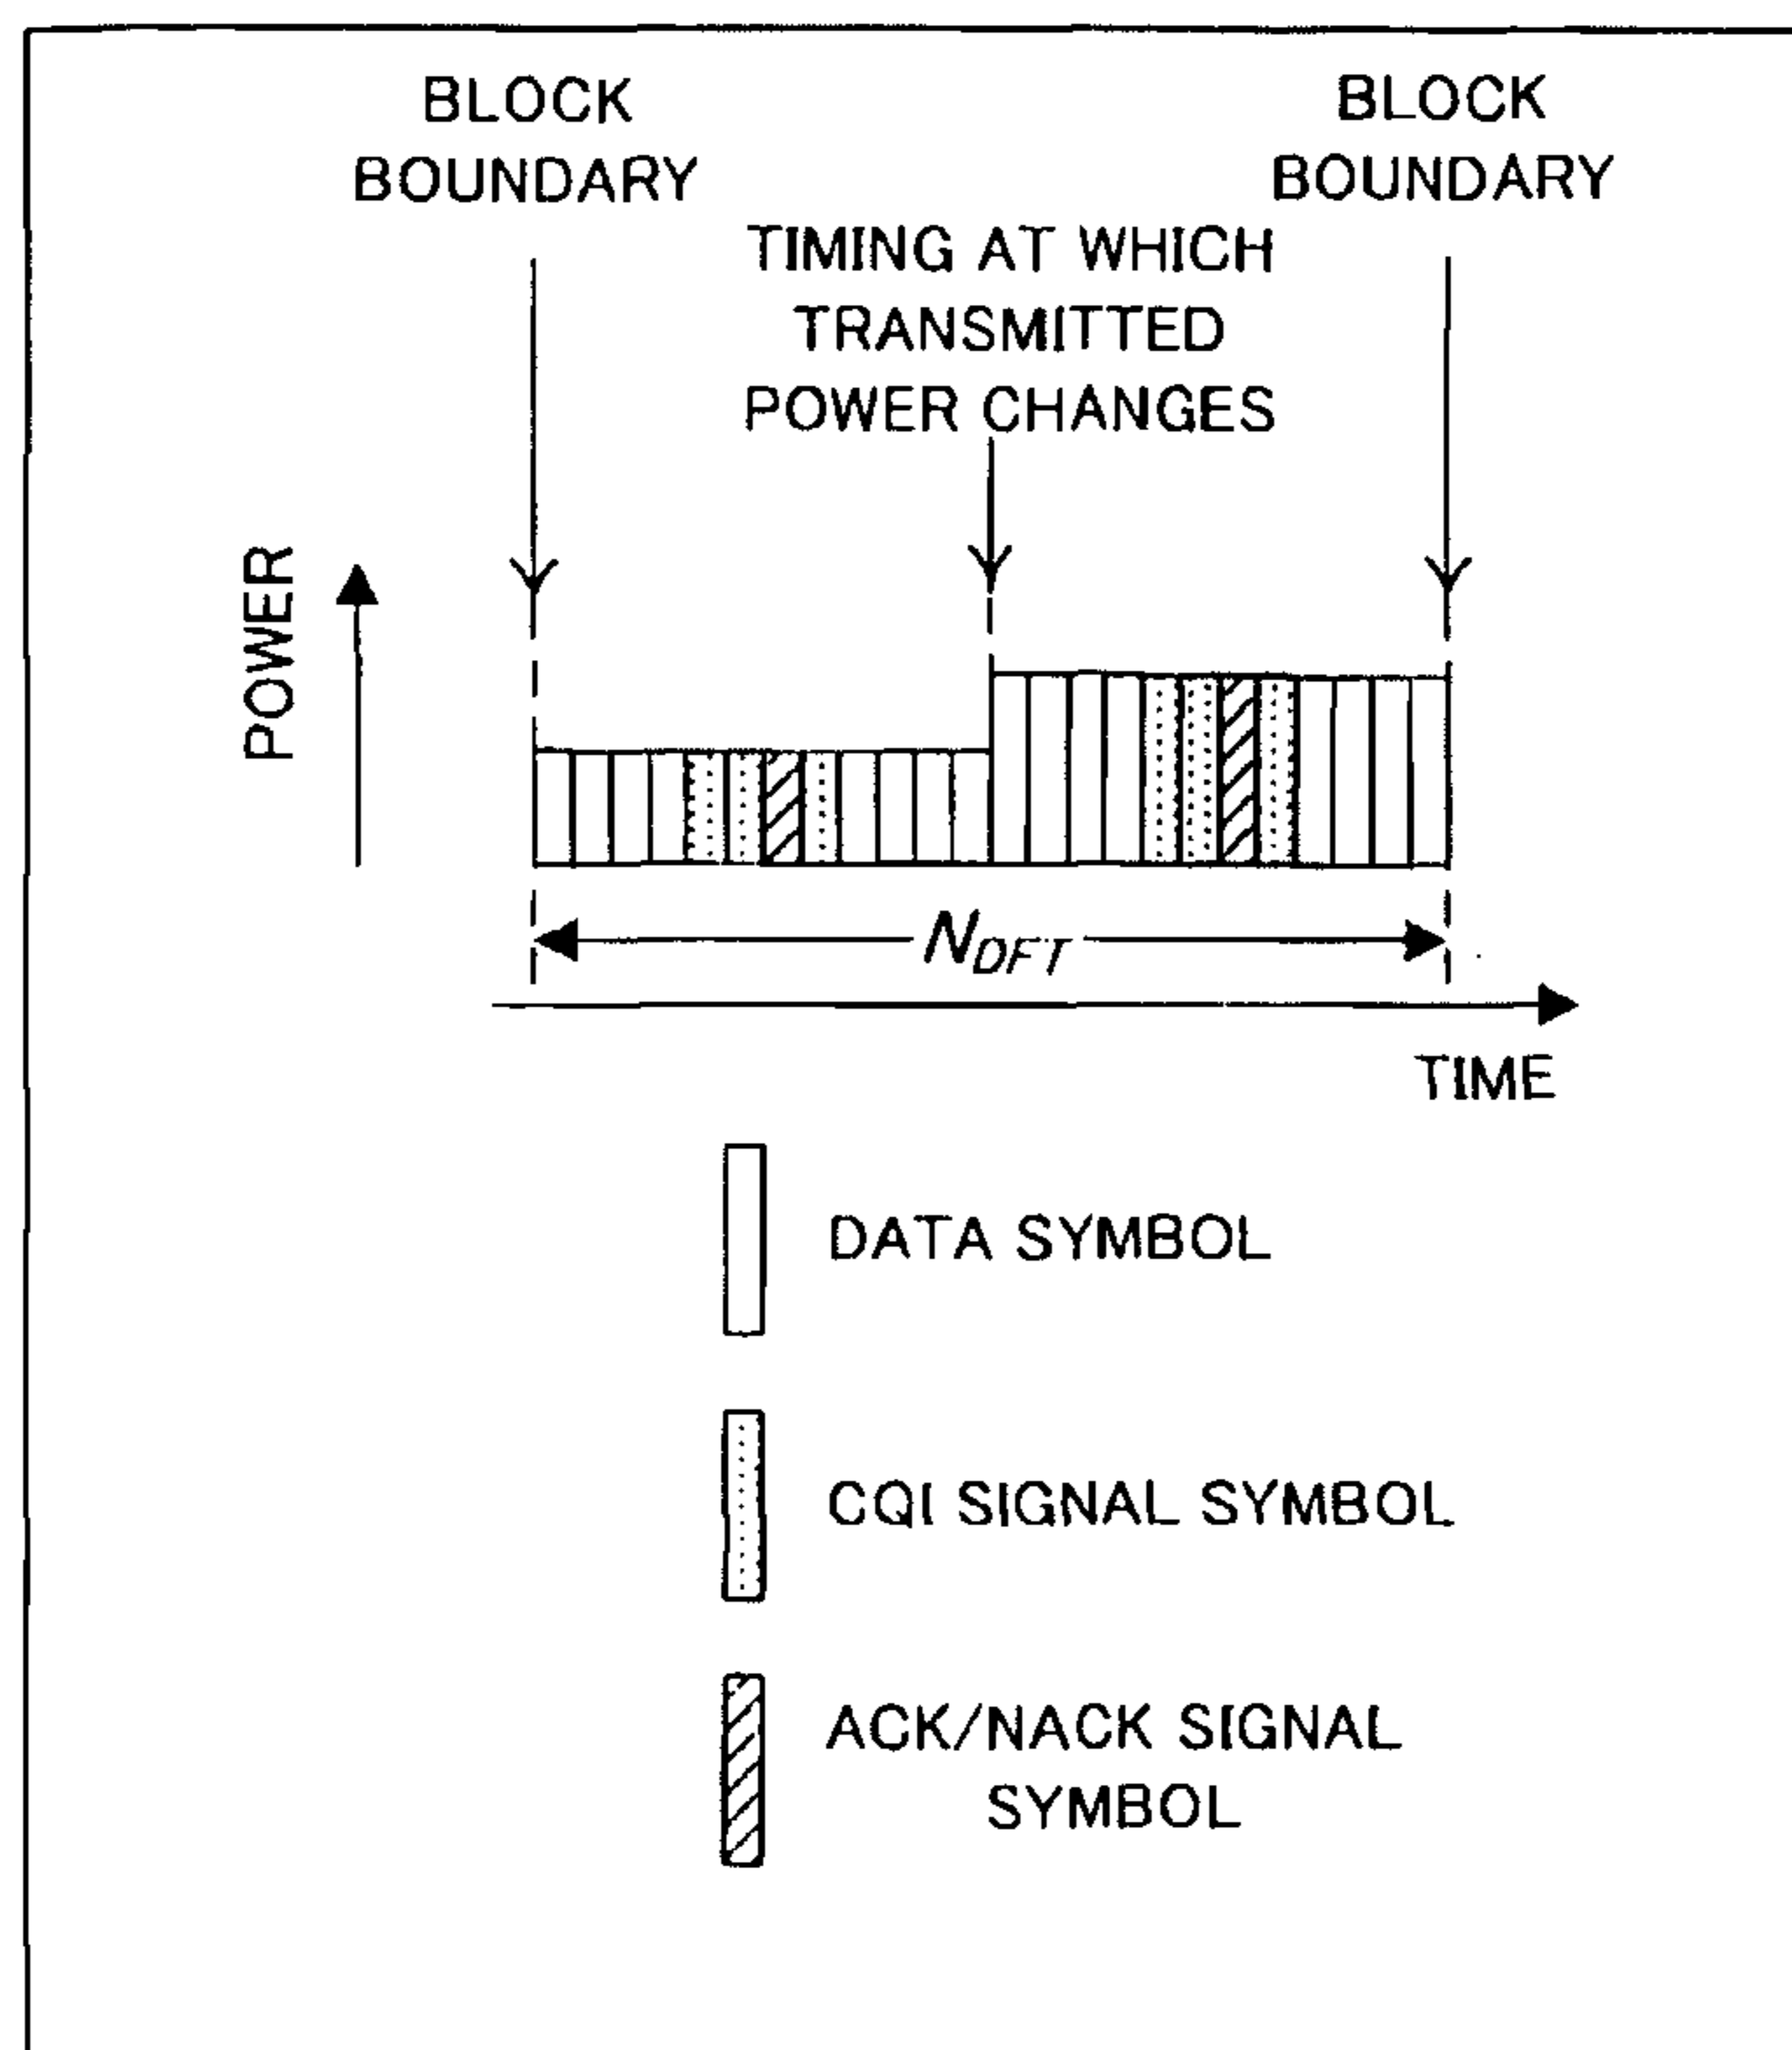 BLOCK
BOUNDARY
BLOCK
BOUNDARY
TIMING AT WHICH
TRANSMITTED
POWER CHANGES
POWER
NDFT
TIME
DATA SYMBOL
CQI SIGNAL SYMBOL
ACK/NACK SIGNAL
SYMBOL